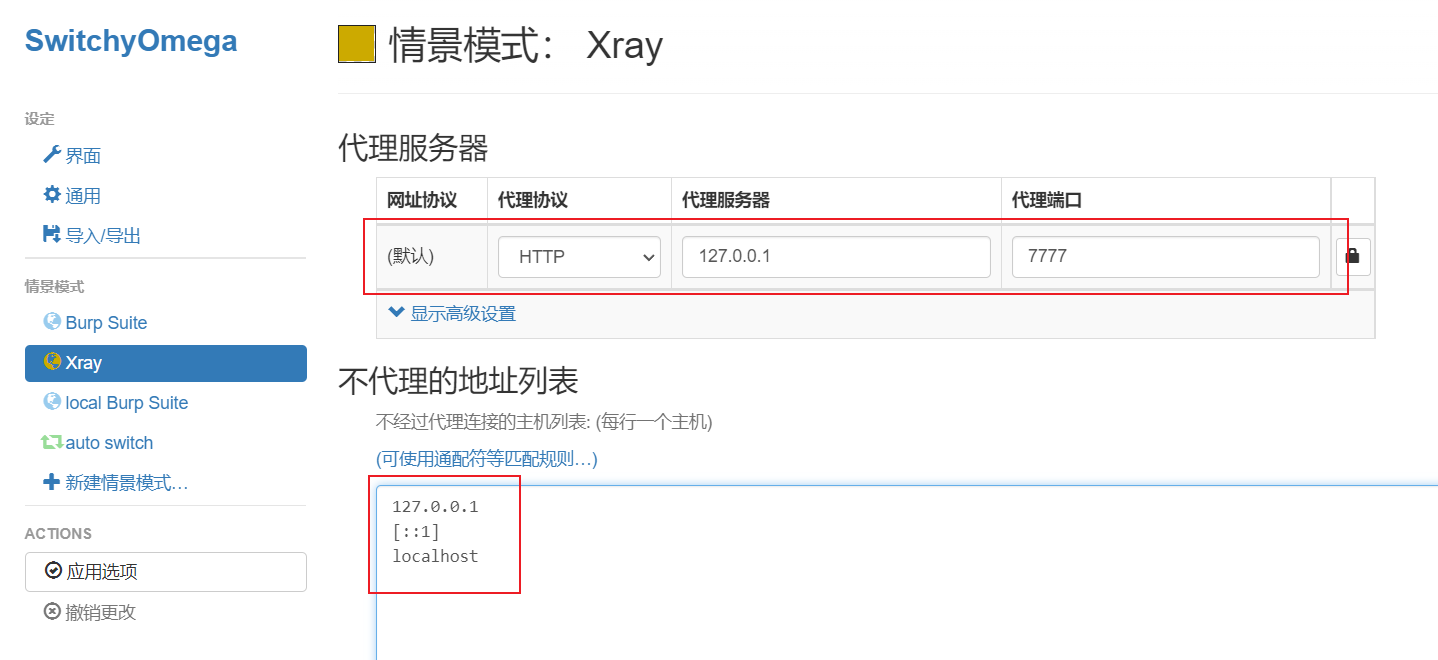 SwitchyOmega
设定
界面
通用
导入/导出
情景模式
Burp Suite
Xray
local Burp Suite
auto switch
新建情景模式…
ACTIONS
应用选项
撤销更改
情景模式： Xray
代理服务器
网址协议 代理协议 代理服务器 代理端口
(默认) HTTP 127.0.0.1 7777
显示高级设置
不代理的地址列表
不经过代理连接的主机列表: (每行一个主机)
(可使用通配符等匹配规则…)
127.0.0.1
[::1]
localhost